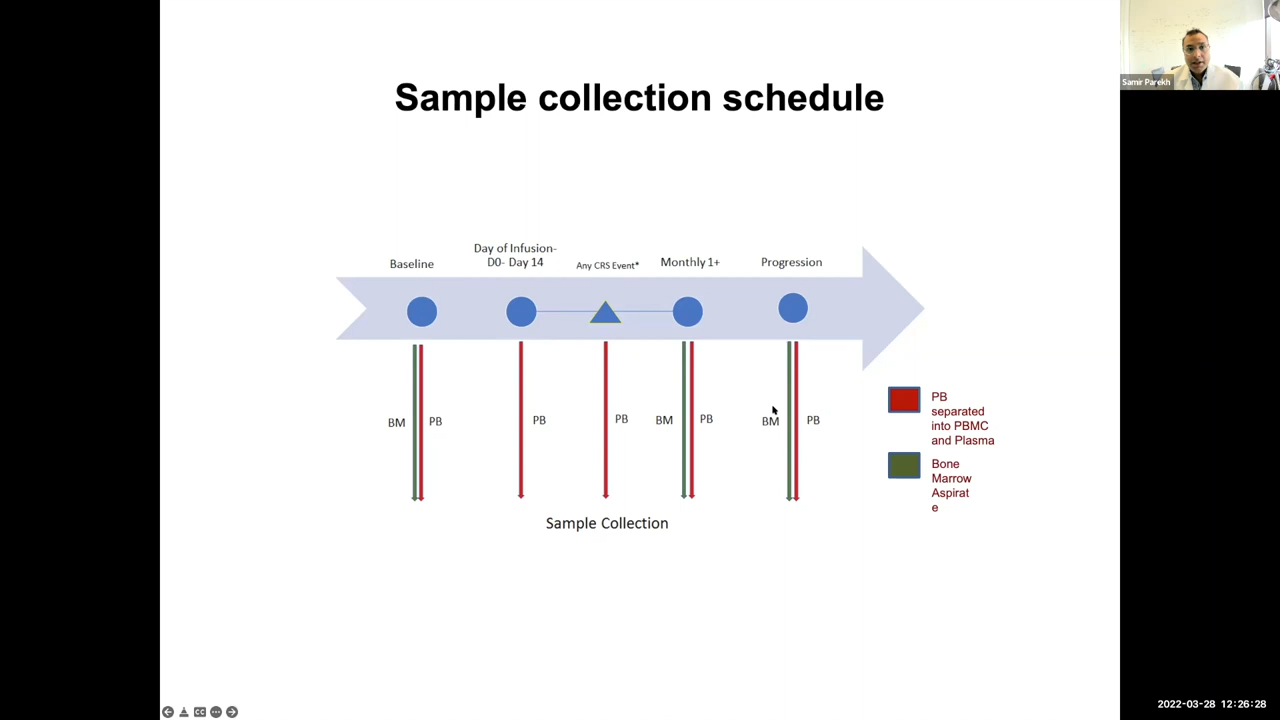 Samir Parekh
Sample collection schedule
Baseline
Day of Infusion-
D0- Day 14
Any CRS Event*
Monthly 1+
Progression
BM
PB
PB
PB
BM
PB
BM
PB
PB
separated
into PBMC
and Plasma
Bone
Marrow
Aspirat
e
Sample Collection
CC
2022-03-28 12:26:28